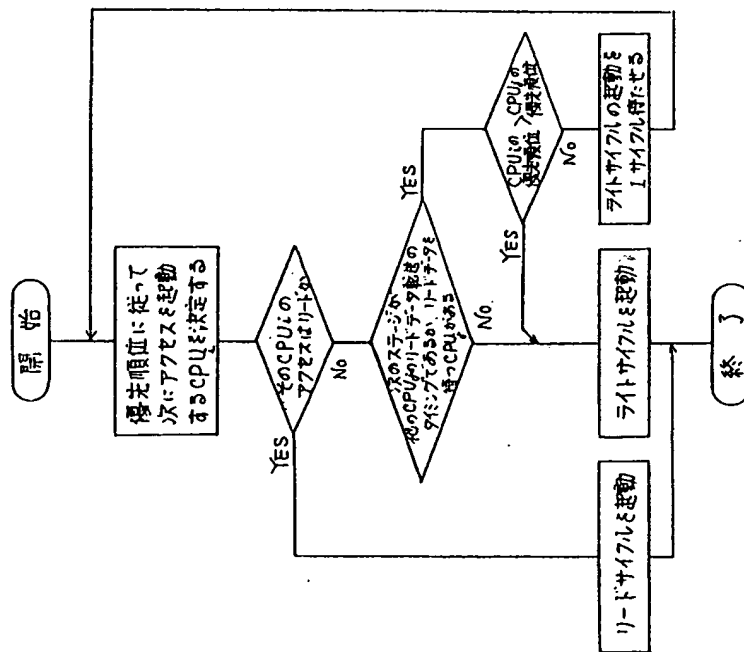 開始
優先順位に従って
次にアクセスを起動
するCPUiを決定する
そのCPUiの
アクセスはリードか
YES
No
次のステージが
他のCPUjのリードデータ転送の
タイミングであるか、リードデータを
待つCPUjがある
YES
No
CPUiの
優先順位
>
CPUjの
優先順位
YES
No
リードサイクルを起動
ライトサイクルを起動
ライトサイクルの起動を
1サイクル待たせる
終了